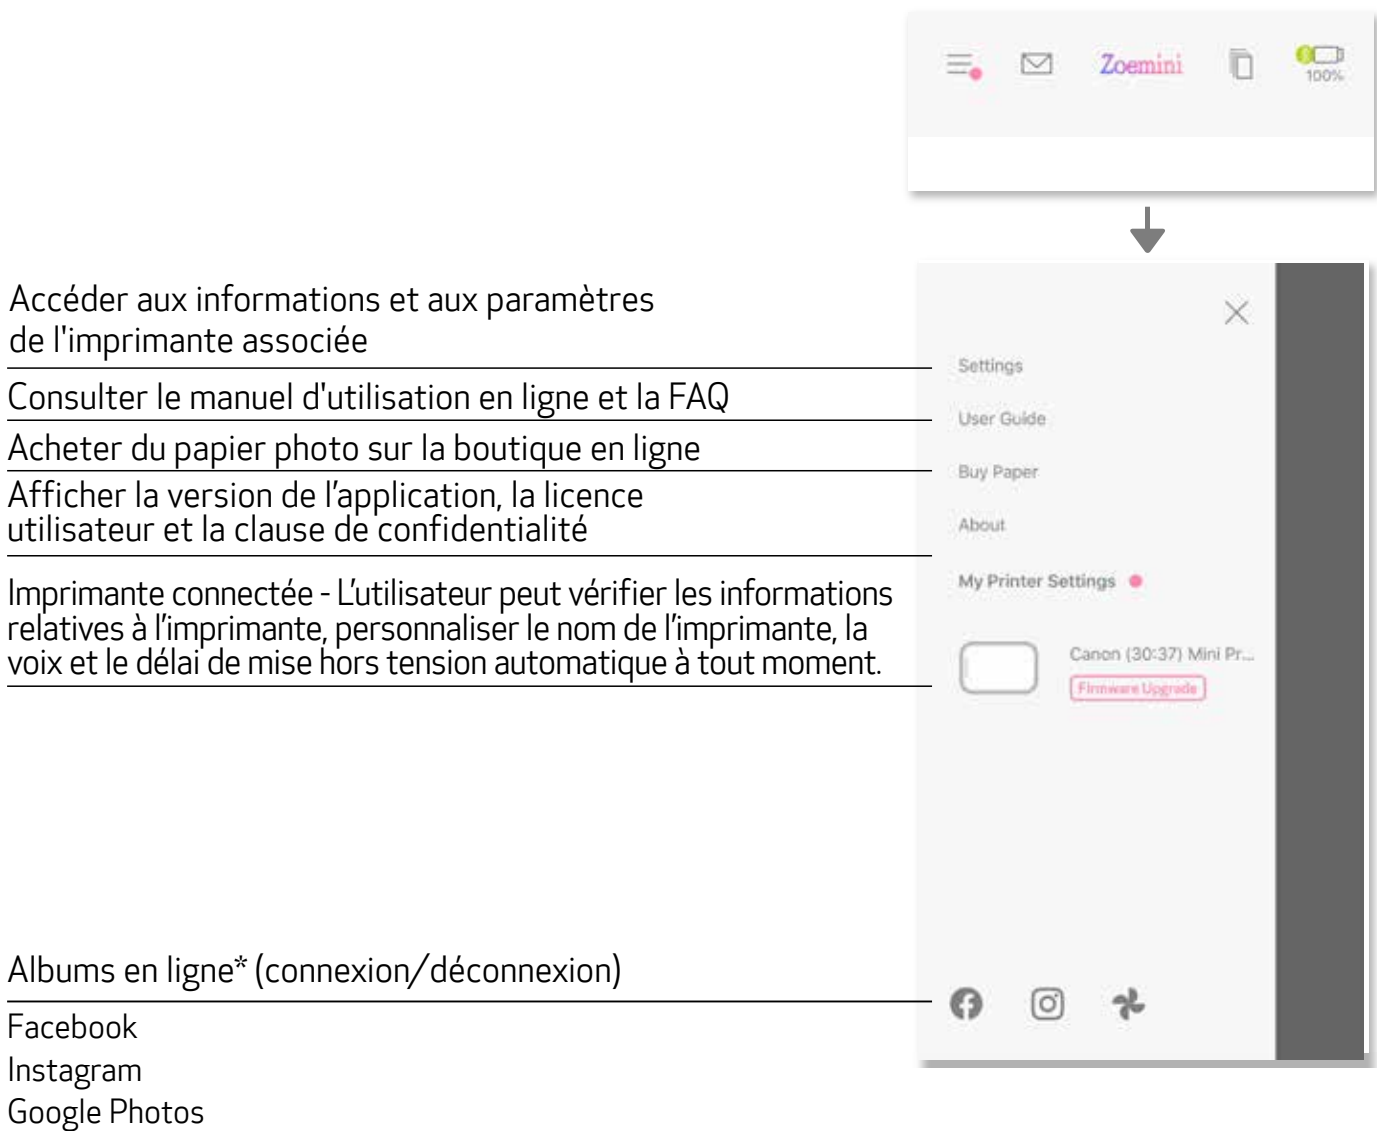 Zoemini
100%
Accéder aux informations et aux paramètres
de l'imprimante associée
Settings
Consulter le manuel d'utilisation en ligne et la FAQ
User Guide
Acheter du papier photo sur la boutique en ligne
Buy Paper
Afficher la version de l’application, la licence
utilisateur et la clause de confidentialité
About
Imprimante connectée - L’utilisateur peut vérifier les informations
relatives à l’imprimante, personnaliser le nom de l’imprimante, la
voix et le délai de mise hors tension automatique à tout moment.
My Printer Settings
Canon (30:37) Mini Pr...
Firmware Upgrade
Albums en ligne* (connexion/déconnexion)
Facebook
Instagram
Google Photos